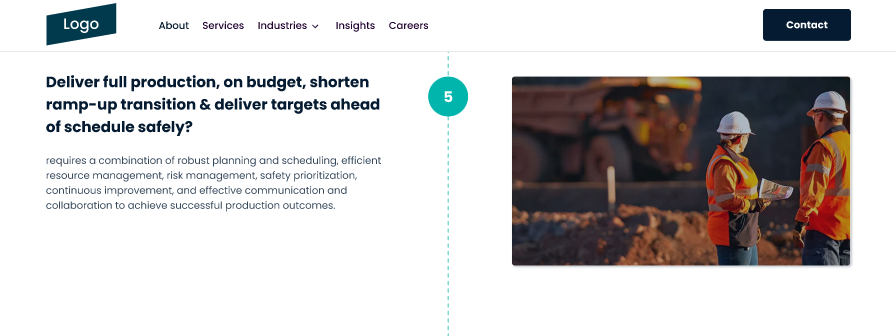 Logo
About Services Industries Insights Careers
Contact
Deliver full production, on budget, shorten
ramp-up transition & deliver targets ahead
of schedule safely?
5
requires a combination of robust planning and scheduling, efficient
resource management, risk management, safety prioritization,
continuous improvement, and effective communication and
collaboration to achieve successful production outcomes.